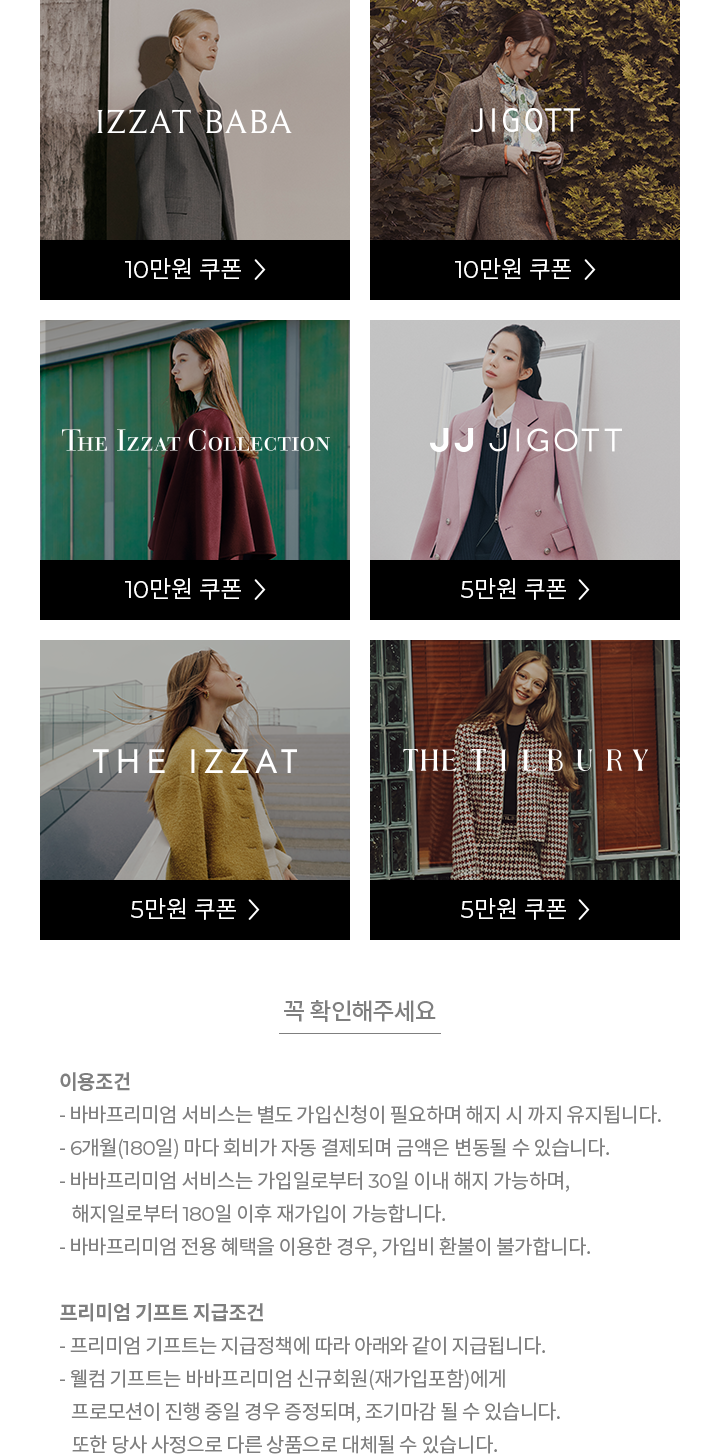 IZZAT BABA
JIGOTT
10만원 쿠폰 >
10만원 쿠폰 >
THE IZZAT COLLECTION
JJ JIGOTT
10만원 쿠폰 >
5만원 쿠폰 >
THE IZZAT
THE TILBURY
5만원 쿠폰 >
5만원 쿠폰 >
꼭 확인해주세요
이용조건
- 바바프리미엄 서비스는 별도 가입신청이 필요하며 해지 시 까지 유지됩니다.
- 6개월(180일) 마다 회비가 자동 결제되며 금액은 변동될 수 있습니다.
- 바바프리미엄 서비스는 가입일로부터 30일 이내 해지 가능하며,
해지일로부터 180일 이후 재가입이 가능합니다.
- 바바프리미엄 전용 혜택을 이용한 경우, 가입비 환불이 불가합니다.
프리미엄 기프트 지급조건
- 프리미엄 기프트는 지급정책에 따라 아래와 같이 지급됩니다.
- 웰컴 기프트는 바바프리미엄 신규회원(재가입포함)에게
프로모션이 진행 중일 경우 증정되며, 조기마감 될 수 있습니다.
또한 당사 사정으로 다른 상품으로 대체될 수 있습니다.